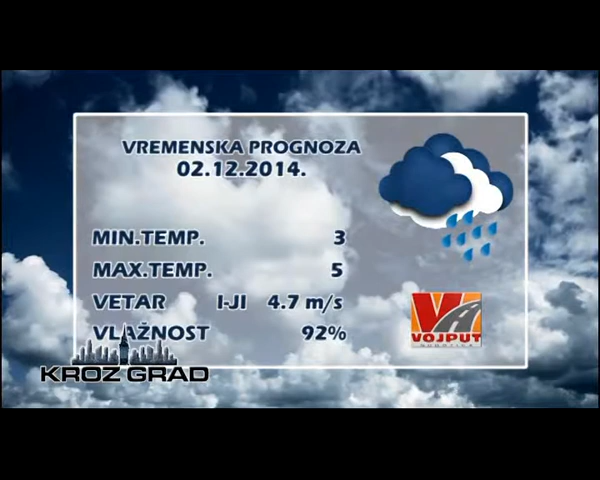 VREMENSKA PROGNOZA
02.12.2014.
MIN.TEMP. 3
MAX.TEMP. 5
VETAR I-JI 4.7 m/s
VLAŽNOST 92%
VOJPUT
SUBOTICA
KROZ GRAD